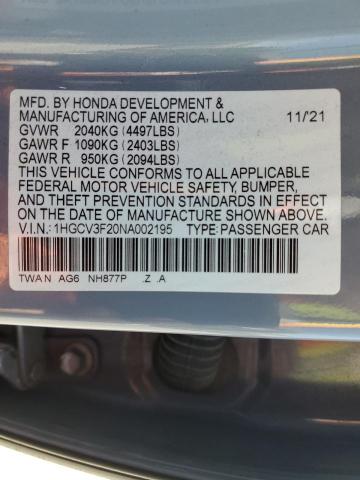 MFD. BY HONDA DEVELOPMENT &
MANUFACTURING OF AMERICA, LLC 11/21
GVWR 2040KG (4497LBS)
GAWR F 1090KG (2403LBS)
GAWR R 950KG (2094LBS)
THIS VEHICLE CONFORMS TO ALL APPLICABLE
FEDERAL MOTOR VEHICLE SAFETY, BUMPER,
AND THEFT PREVENTION STANDARDS IN EFFECT
ON THE DATE OF MANUFACTURE SHOWN ABOVE.
V.I.N.: 1HGCV3F20NA002195 TYPE: PASSENGER CAR
TWA N AG6 NH877P .Z .A